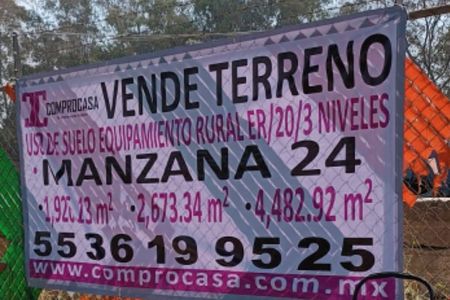 COMPROCASA VENDE TERRENO
USO DE SUELO EQUIPAMIENTO RURAL ER/20/3 NIVELES
• MANZANA 24
•1,926.13 m² •2,673.34 m² •4,482.92 m²
55 36 19 95 25
www.comprocasa.com.mx